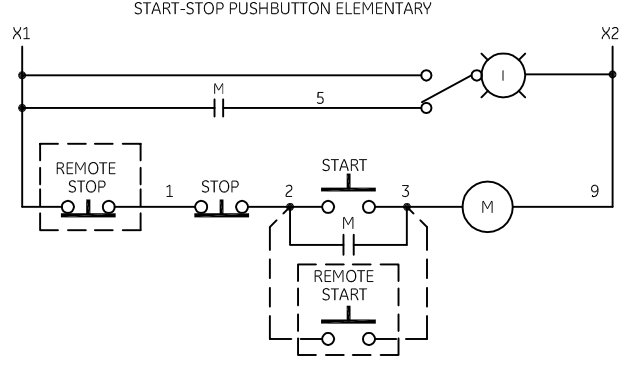 START-STOP PUSHBUTTON ELEMENTARY
X1
X2
I
M
5
REMOTE
STOP
1
STOP
2
START
3
M
9
M
REMOTE
START